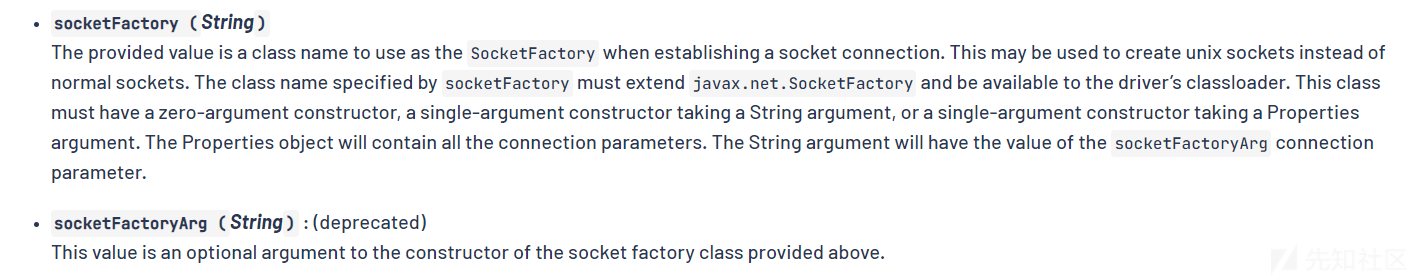 socketFactory (String)
The provided value is a class name to use as the SocketFactory when establishing a socket connection. This may be used to create unix sockets instead of
normal sockets. The class name specified by socketFactory must extend javax.net.SocketFactory and be available to the driver's classloader. This class
must have a zero-argument constructor, a single-argument constructor taking a String argument, or a single-argument constructor taking a Properties
argument. The Properties object will contain all the connection parameters. The String argument will have the value of the socketFactoryArg connection
parameter.
socketFactoryArg (String) : (deprecated)
This value is an optional argument to the constructor of the socket factory class provided above.
先知社区